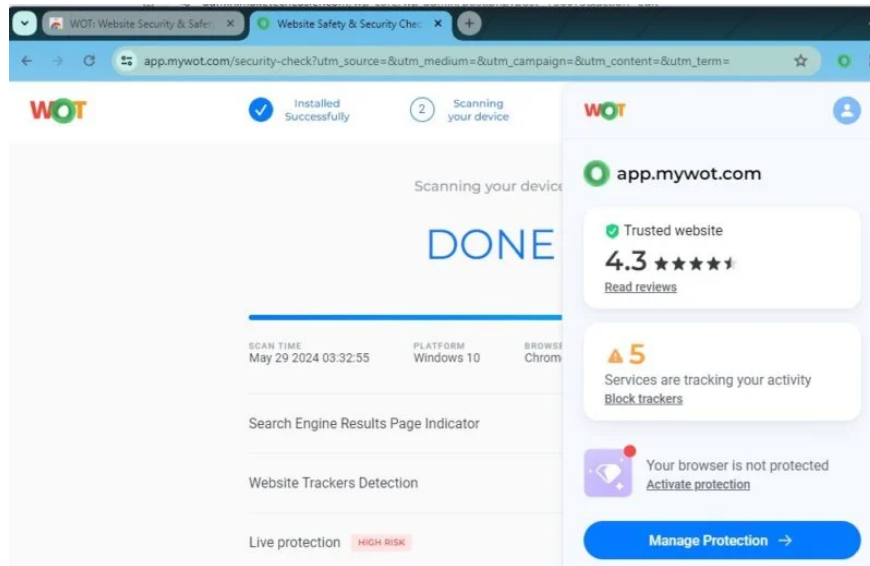 WOT: Website Security & Safet
Website Safety & Security Chec
app.mywot.com/security-check?utm_source=&utm_medium=&utm_campaign=&utm_content=&utm_term=
WOT
Installed
Successfully
2
Scanning
your device
Scanning your device
DONE
SCAN TIME
May 29 2024 03:32:55
PLATFORM
Windows 10
BROWSE
Chrom
Search Engine Results Page Indicator
Website Trackers Detection
Live protection HIGH RISK
WOT
app.mywot.com
Trusted website
4.3
Read reviews
5
Services are tracking your activity
Block trackers
Your browser is not protected
Activate protection
Manage Protection →